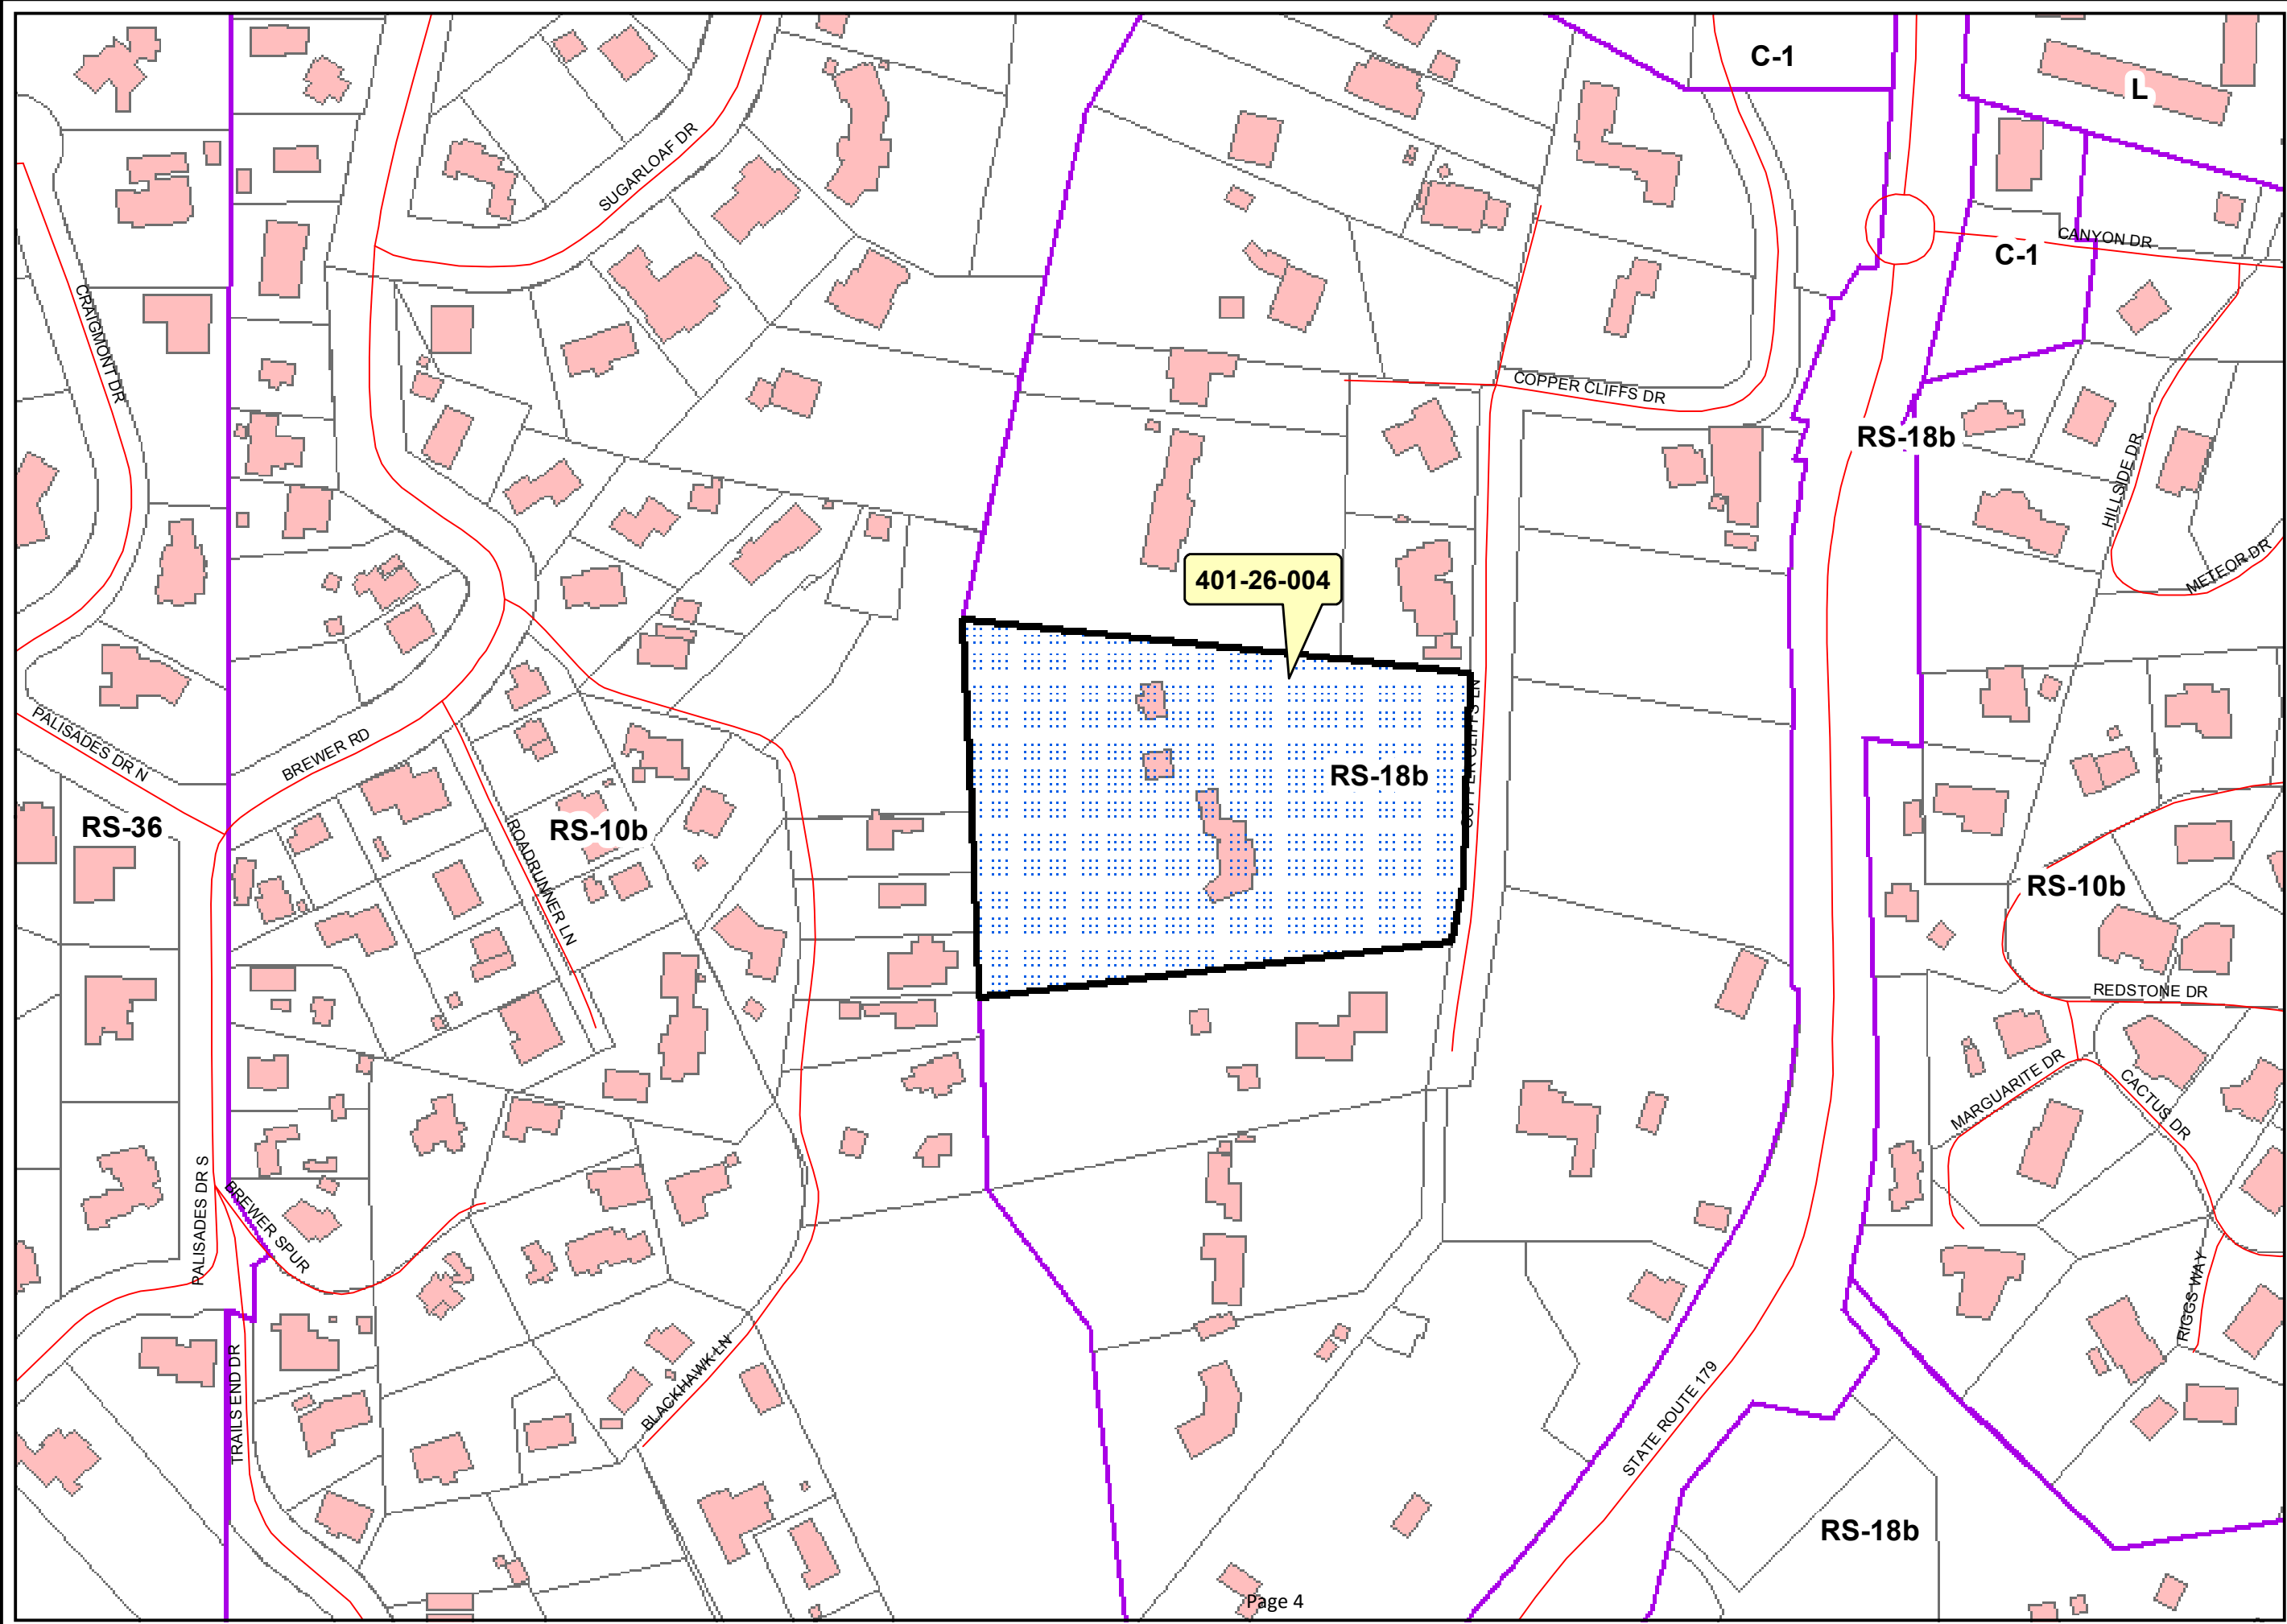 C-1
L
SUGARLOAF DR
CANYON DR
C-1
CRAIGMONT DR
COPPER CLIFFS DR
RS-18b
HILLSIDE DR
METEOR DR
401-26-004
COPPER CLIFFS LN
PALISADES DR N
BREWER RD
RS-18b
RS-36
ROADRUNNER LN
RS-10b
RS-10b
REDSTONE DR
MARGUARITE DR
CACTUS DR
PALISADES DR S
BREWER SPUR
RIGGS WAY
TRAILS END DR
BLACKHAWK LN
STATE ROUTE 179
RS-18b
Page 4